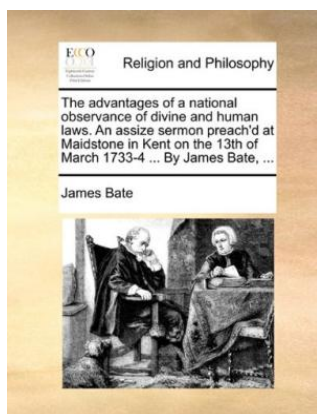 ECCO
Religion and Philosophy
The advantages of a national
observance of divine and human
laws. An assize sermon preach'd at
Maidstone in Kent on the 13th of
March 1733-4 ... By James Bate, ...
James Bate